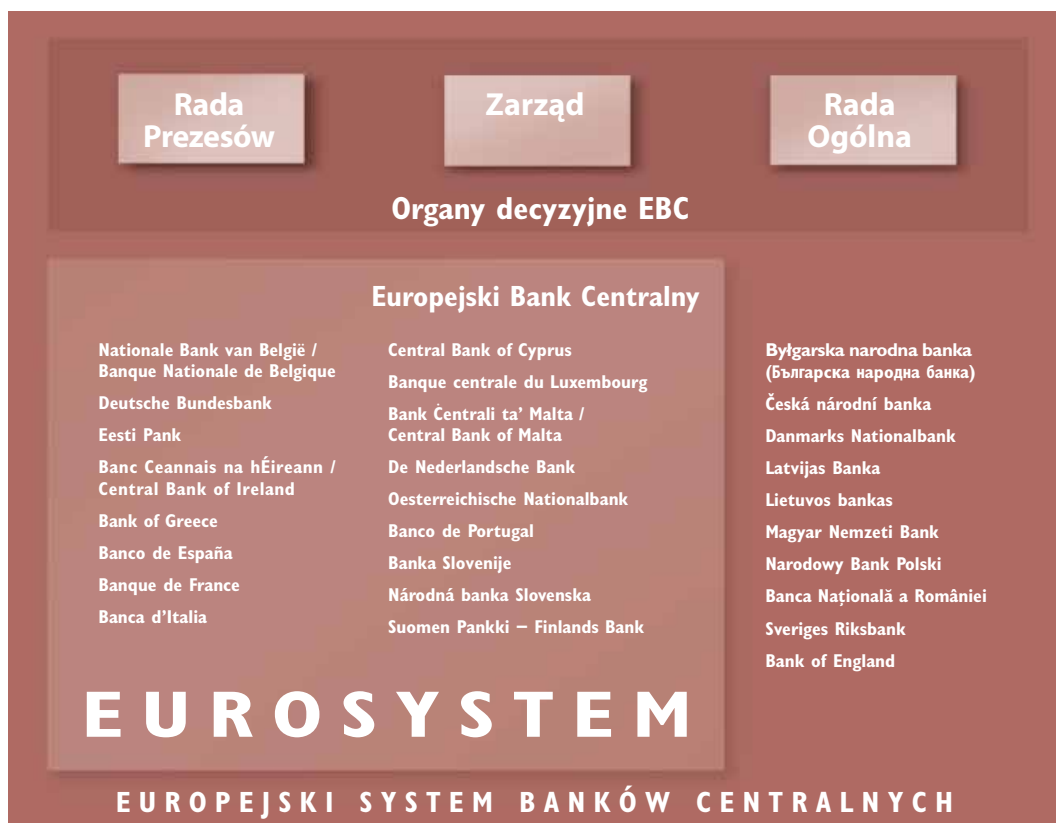 Rada
Prezesów
Zarząd
Rada
Ogólna
Organy decyzyjne EBC
Europejski Bank Centralny
Nationale Bank van België /
Banque Nationale de Belgique
Deutsche Bundesbank
Eesti Pank
Banc Ceannais na hÉireann /
Central Bank of Ireland
Bank of Greece
Banco de España
Banque de France
Banca d’Italia
Central Bank of Cyprus
Banque centrale du Luxembourg
Bank Ċentrali ta’ Malta /
Central Bank of Malta
De Nederlandsche Bank
Oesterreichische Nationalbank
Banco de Portugal
Banka Slovenije
Národná banka Slovenska
Suomen Pankki – Finlands Bank
EUROSYSTEM
Byłgarska narodna banka
(Българска народна банка)
Česká národní banka
Danmarks Nationalbank
Latvijas Banka
Lietuvos bankas
Magyar Nemzeti Bank
Narodowy Bank Polski
Banca Națională a României
Sveriges Riksbank
Bank of England
EUROPEJSKI SYSTEM BANKÓW CENTRALNYCH